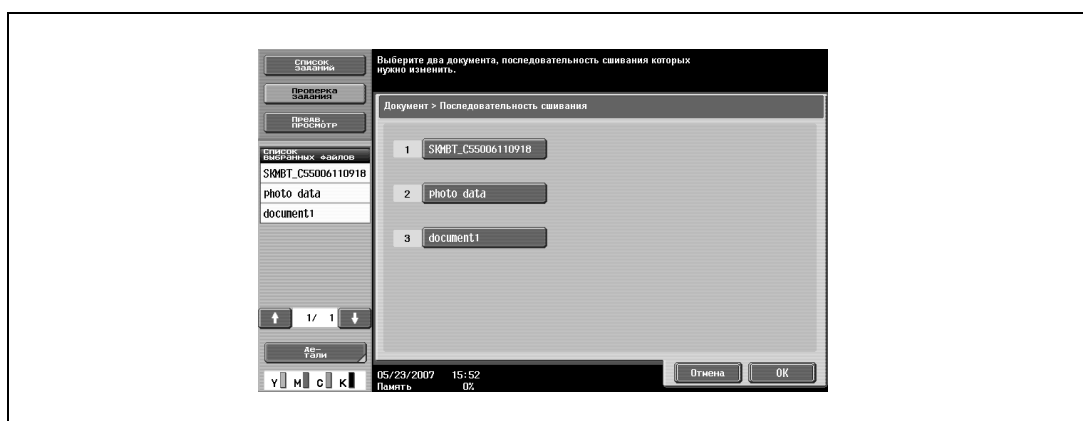 Список
заданий
Проверка
задания
Предв.
просмотр
Список
выбранных файлов
SKMBT_C55006110918
photo data
document1
1/ 1
Де-
тали
Y M C K
Выберите два документа, последовательность сшивания которых
нужно изменить.
Документ > Последовательность сшивания
1 SKMBT_C55006110918
2 photo data
3 document1
05/23/2007 15:52
Память 0%
Отмена OK